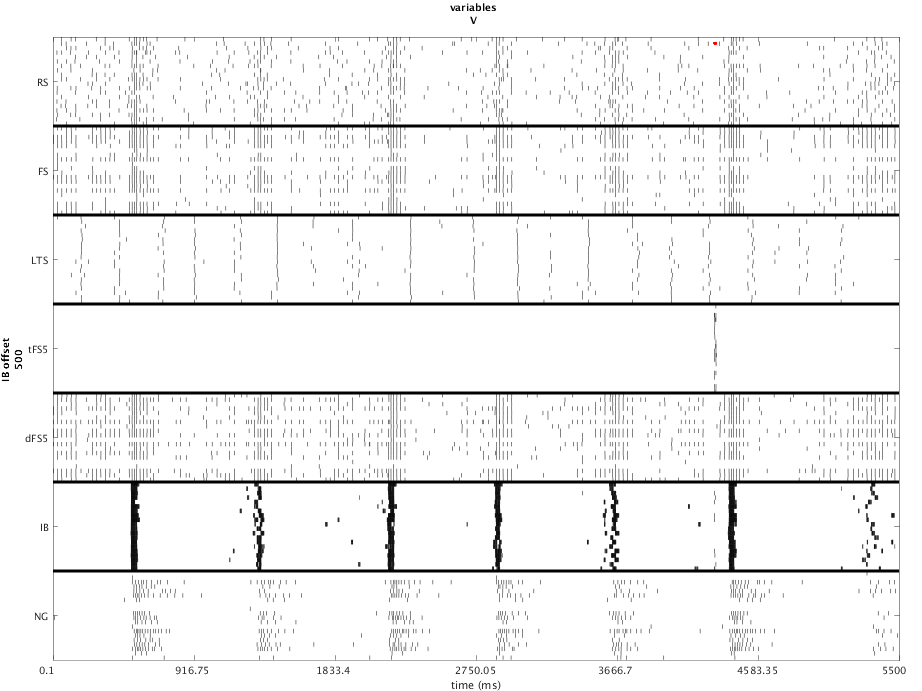 variables
V
RS
FS
LTS
tFS5
dFS5
IB
NG
IB offset
500
0.1
916.75
1833.4
2750.05
3666.7
4583.35
5500
time (ms)